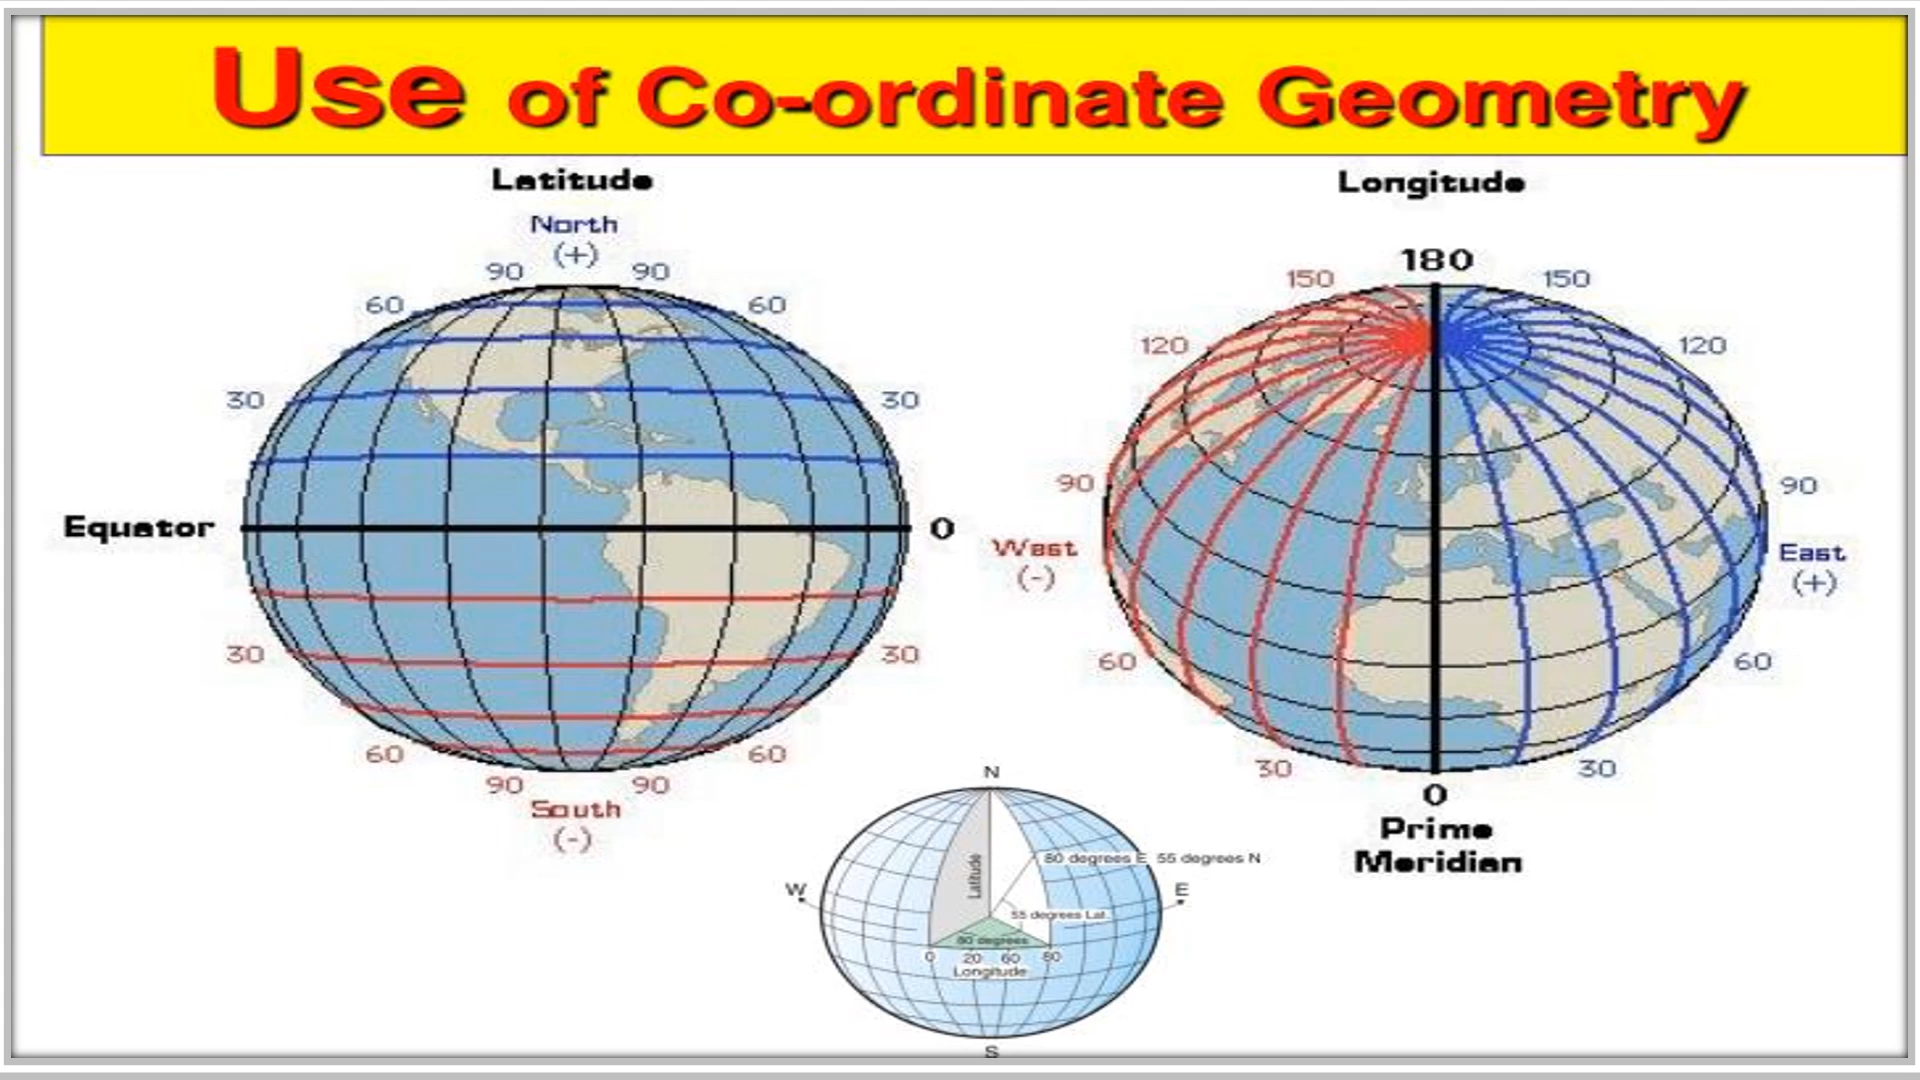 Use of Co-ordinate Geometry
Latitude
North
(+)
90 90
60 60
30 30
Equator 0
30 30
60 60
90 90
South
(-)
Longitude
180
150 150
120 120
90 90
West East
(-) (+)
60 60
30 30
0
Prime
Meridian
N
80 degrees E 55 degrees N
Latitude
W E
55 degrees Lat.
80 degrees
0 20 60 80
Longitude
S